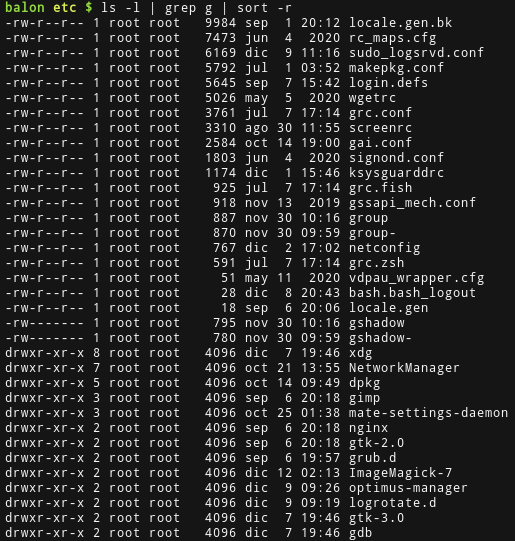 balon etc $ ls -l | grep g | sort -r
-rw-r--r-- 1 root root   9984 sep  1 20:12 locale.gen.bk
-rw-r--r-- 1 root root   7473 jun  4  2020 rc_maps.cfg
-rw-r--r-- 1 root root   6169 dic  9 11:16 sudo_logsrvd.conf
-rw-r--r-- 1 root root   5792 jul  1 03:52 makepkg.conf
-rw-r--r-- 1 root root   5645 sep  7 15:42 login.defs
-rw-r--r-- 1 root root   5026 may  5  2020 wgetrc
-rw-r--r-- 1 root root   3761 jul  7 17:14 grc.conf
-rw-r--r-- 1 root root   3310 ago 30 11:55 screenrc
-rw-r--r-- 1 root root   2584 oct 14 19:00 gai.conf
-rw-r--r-- 1 root root   1803 jun  4  2020 signond.conf
-rw-r--r-- 1 root root   1174 dic  1 15:46 ksysguarddrc
-rw-r--r-- 1 root root    925 jul  7 17:14 grc.fish
-rw-r--r-- 1 root root    918 nov 13  2019 gssapi_mech.conf
-rw-r--r-- 1 root root    887 nov 30 10:16 group
-rw-r--r-- 1 root root    870 nov 30 09:59 group-
-rw-r--r-- 1 root root    767 dic  2 17:02 netconfig
-rw-r--r-- 1 root root    591 jul  7 17:14 grc.zsh
-rw-r--r-- 1 root root     51 may 11  2020 vdpau_wrapper.cfg
-rw-r--r-- 1 root root     28 dic  8 20:43 bash.bash_logout
-rw-r--r-- 1 root root     18 sep  6 20:06 locale.gen
-rw------- 1 root root    795 nov 30 10:16 gshadow
-rw------- 1 root root    780 nov 30 09:59 gshadow-
drwxr-xr-x 8 root root   4096 dic  7 19:46 xdg
drwxr-xr-x 7 root root   4096 oct 21 13:55 NetworkManager
drwxr-xr-x 5 root root   4096 oct 14 09:49 dpkg
drwxr-xr-x 3 root root   4096 sep  6 20:18 gimp
drwxr-xr-x 3 root root   4096 oct 25 01:38 mate-settings-daemon
drwxr-xr-x 2 root root   4096 sep  6 20:18 nginx
drwxr-xr-x 2 root root   4096 sep  6 20:18 gtk-2.0
drwxr-xr-x 2 root root   4096 sep  6 19:57 grub.d
drwxr-xr-x 2 root root   4096 dic 12 02:13 ImageMagick-7
drwxr-xr-x 2 root root   4096 dic  9 09:26 optimus-manager
drwxr-xr-x 2 root root   4096 dic  9 09:19 logrotate.d
drwxr-xr-x 2 root root   4096 dic  7 19:46 gtk-3.0
drwxr-xr-x 2 root root   4096 dic  7 19:46 gdb